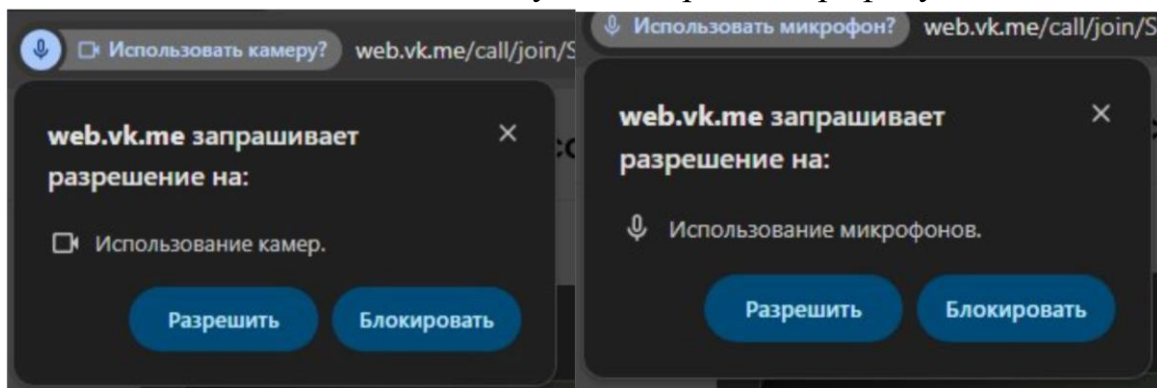 Использовать камеру? web.vk.me/call/join/S
web.vk.me запрашивает
разрешение на:
Использование камер.
Разрешить Блокировать
Использовать микрофон? web.vk.me/call/join/S
web.vk.me запрашивает
разрешение на:
Использование микрофонов.
Разрешить Блокировать